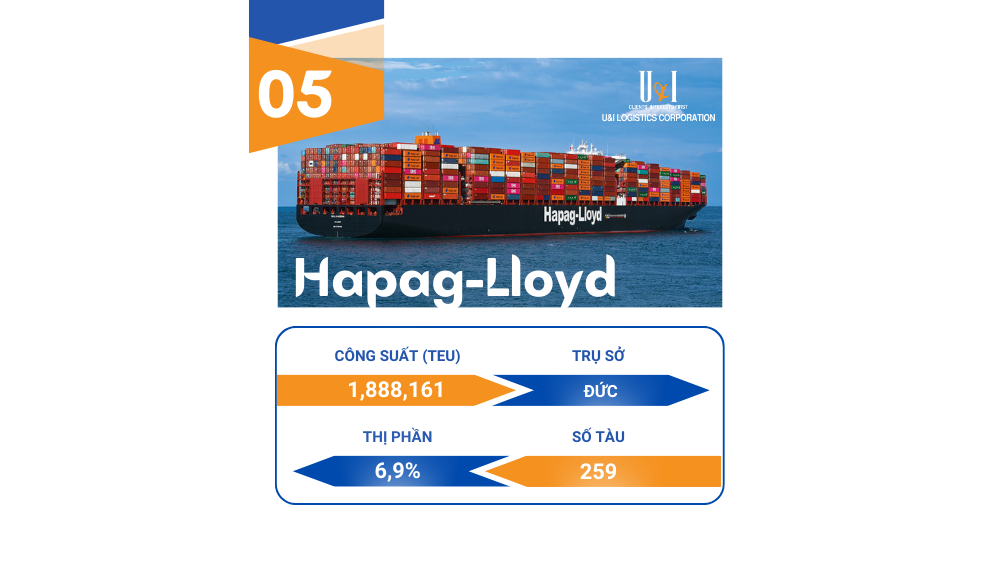 05
U&I
U&I LOGISTICS CORPORATION
Hapag-Lloyd
Hapag-Lloyd
CÔNG SUẤT (TEU)
TRỤ SỞ
1,888,161
ĐỨC
THỊ PHẦN
SỐ TÀU
6,9%
259